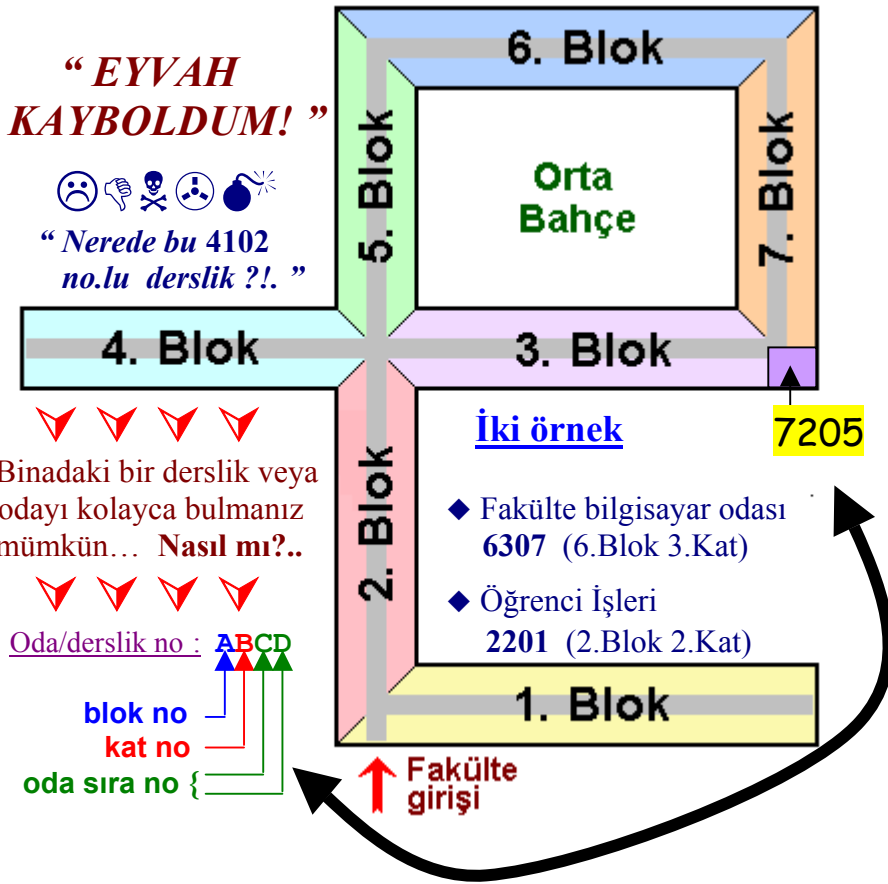 “ EYVAH
KAYBOLDUM! ”
“ Nerede bu 4102
no.lu derslik ?!. ”
6. Blok
5. Blok
Orta
Bahçe
7. Blok
4. Blok
3. Blok
7205
Binadaki bir derslik veya
odayı kolayca bulmanız
mümkün… Nasıl mı?..
Oda/derslik no : ABCD
blok no
kat no
oda sıra no {
2. Blok
İki örnek
◆ Fakülte bilgisayar odası
6307 (6.Blok 3.Kat)
◆ Öğrenci İşleri
2201 (2.Blok 2.Kat)
1. Blok
Fakülte
girişi